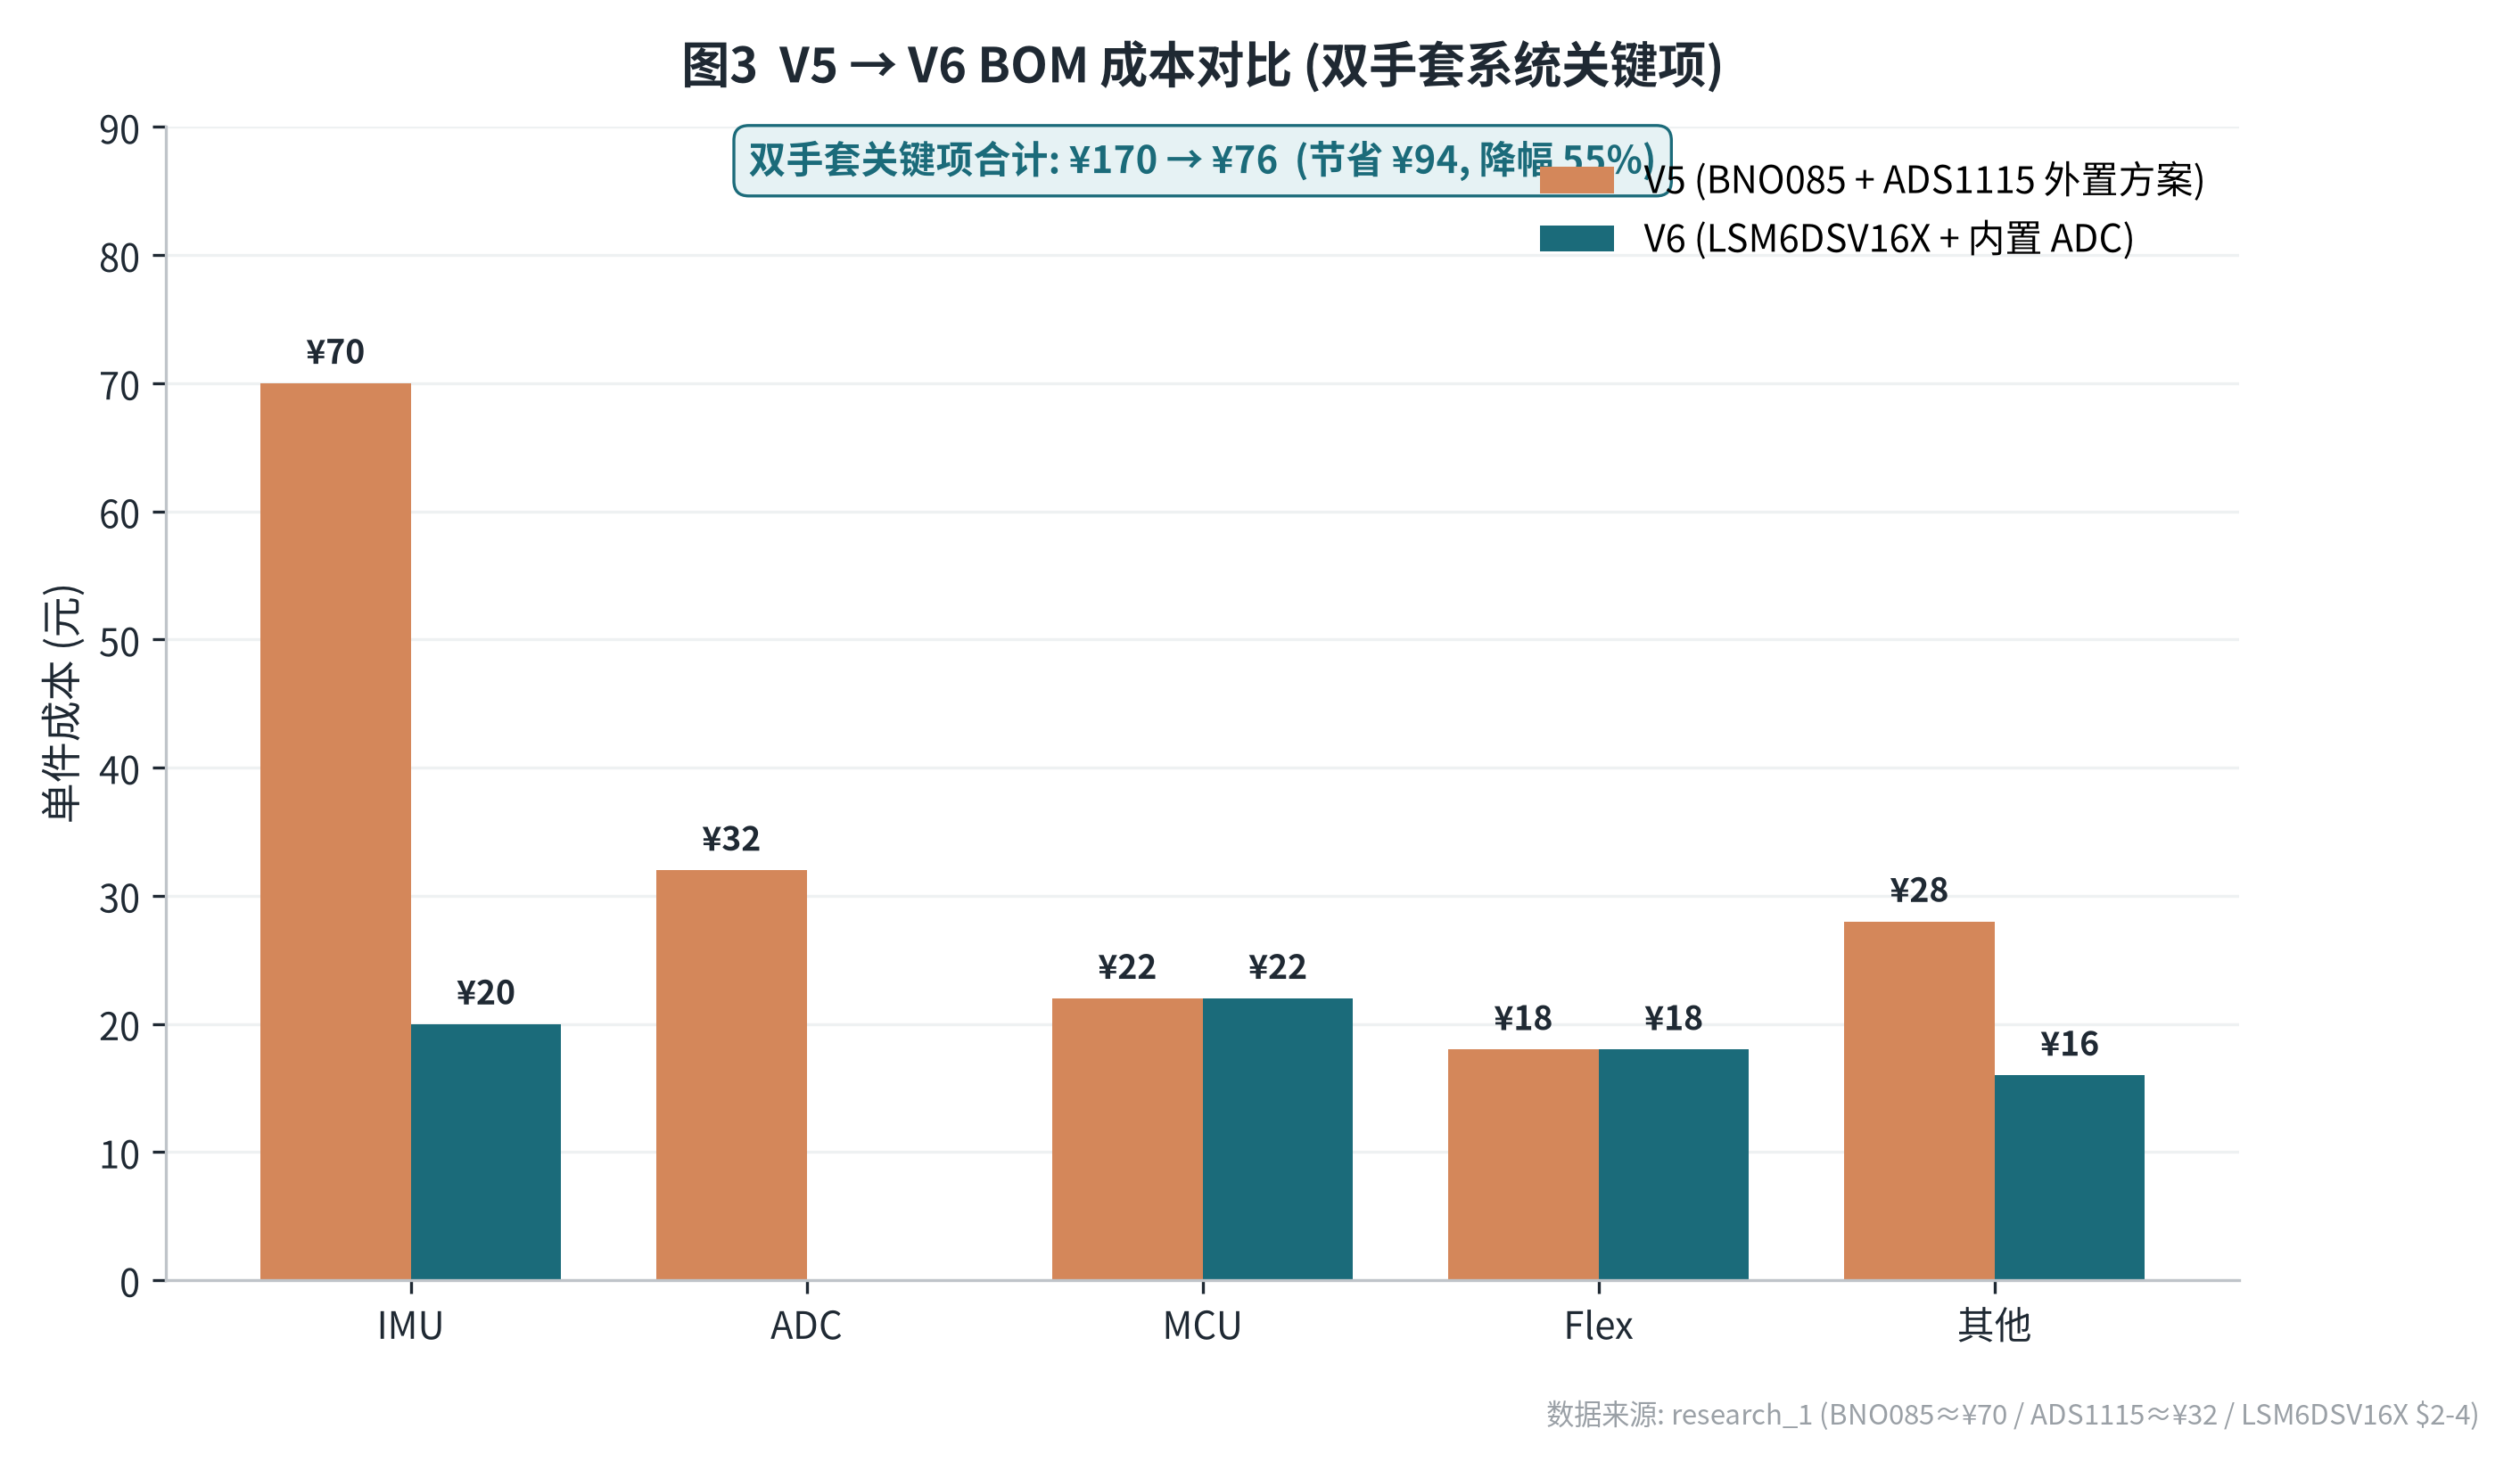 图3 V5 → V6 BOM 成本对比 (双手套系统关键项)
双手套关键项合计: ¥170 → ¥76 (节省 ¥94, 降幅 55%)
V5 (BNO085 + ADS1115 外置方案)
V6 (LSM6DSV16X + 内置 ADC)
单件成本 (元)
90
80
70
60
50
40
30
20
10
0
¥70
¥20
¥32
¥22
¥22
¥18
¥18
¥28
¥16
IMU
ADC
MCU
Flex
其他
数据来源: research_1 (BNO085≈¥70 / ADS1115≈¥32 / LSM6DSV16X $2-4)